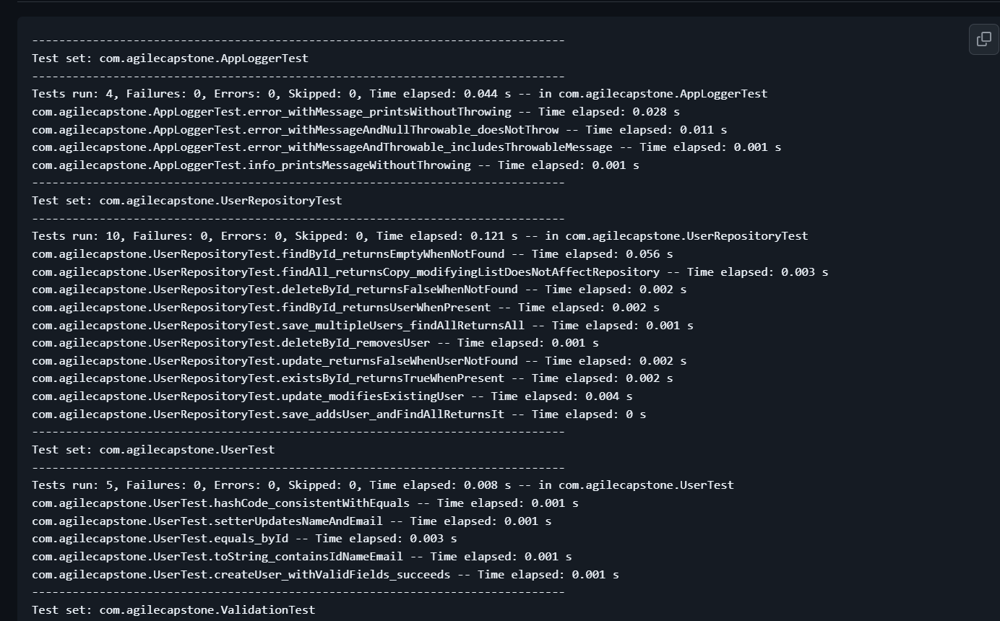 -------------------------------------------------------------------------------
Test set: com.agilecapstone.AppLoggerTest
-------------------------------------------------------------------------------
Tests run: 4, Failures: 0, Errors: 0, Skipped: 0, Time elapsed: 0.044 s -- in com.agilecapstone.AppLoggerTest
com.agilecapstone.AppLoggerTest.error_withMessage_printsWithoutThrowing -- Time elapsed: 0.028 s
com.agilecapstone.AppLoggerTest.error_withMessageAndNullThrowable_doesNotThrow -- Time elapsed: 0.011 s
com.agilecapstone.AppLoggerTest.error_withMessageAndThrowable_includesThrowableMessage -- Time elapsed: 0.001 s
com.agilecapstone.AppLoggerTest.info_printsMessageWithoutThrowing -- Time elapsed: 0.001 s
-------------------------------------------------------------------------------
Test set: com.agilecapstone.UserRepositoryTest
-------------------------------------------------------------------------------
Tests run: 10, Failures: 0, Errors: 0, Skipped: 0, Time elapsed: 0.121 s -- in com.agilecapstone.UserRepositoryTest
com.agilecapstone.UserRepositoryTest.findById_returnsEmptyWhenNotFound -- Time elapsed: 0.056 s
com.agilecapstone.UserRepositoryTest.findAll_returnsCopy_modifyingListDoesNotAffectRepository -- Time elapsed: 0.003 s
com.agilecapstone.UserRepositoryTest.deleteById_returnsFalseWhenNotFound -- Time elapsed: 0.002 s
com.agilecapstone.UserRepositoryTest.findById_returnsUserWhenPresent -- Time elapsed: 0.002 s
com.agilecapstone.UserRepositoryTest.save_multipleUsers_findAllReturnsAll -- Time elapsed: 0.001 s
com.agilecapstone.UserRepositoryTest.deleteById_removesUser -- Time elapsed: 0.001 s
com.agilecapstone.UserRepositoryTest.update_returnsFalseWhenUserNotFound -- Time elapsed: 0.002 s
com.agilecapstone.UserRepositoryTest.existsById_returnsTrueWhenPresent -- Time elapsed: 0.002 s
com.agilecapstone.UserRepositoryTest.update_modifiesExistingUser -- Time elapsed: 0.004 s
com.agilecapstone.UserRepositoryTest.save_addsUser_andFindAllReturnsIt -- Time elapsed: 0 s
-------------------------------------------------------------------------------
Test set: com.agilecapstone.UserTest
-------------------------------------------------------------------------------
Tests run: 5, Failures: 0, Errors: 0, Skipped: 0, Time elapsed: 0.008 s -- in com.agilecapstone.UserTest
com.agilecapstone.UserTest.hashCode_consistentWithEquals -- Time elapsed: 0.001 s
com.agilecapstone.UserTest.setterUpdatesNameAndEmail -- Time elapsed: 0.001 s
com.agilecapstone.UserTest.equals_byId -- Time elapsed: 0.003 s
com.agilecapstone.UserTest.toString_containsIdNameEmail -- Time elapsed: 0.001 s
com.agilecapstone.UserTest.createUser_withValidFields_succeeds -- Time elapsed: 0.001 s
-------------------------------------------------------------------------------
Test set: com.agilecapstone.ValidationTest